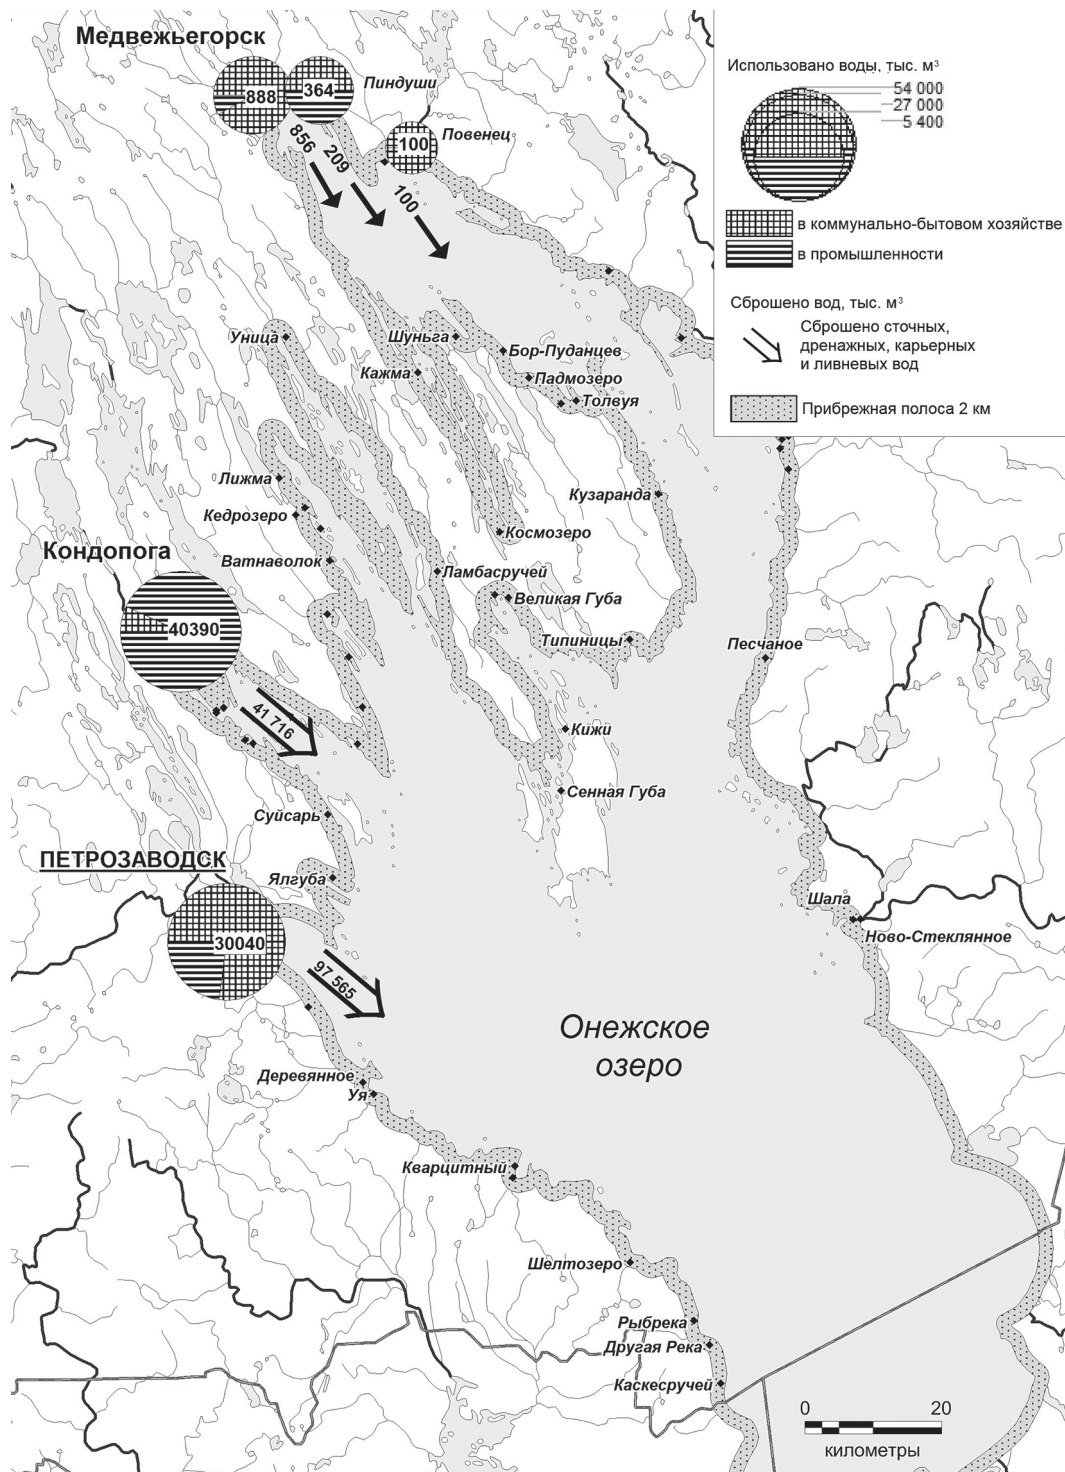 Медвежьегорск
888
364
Пиндуши
100
Повенец
856
209
100
Использовано воды, тыс. м³
54 000
27 000
5 400
в коммунально-бытовом хозяйстве
в промышленности
Сброшено вод, тыс. м³
Сброшено сточных,
дренажных, карьерных
и ливневых вод
Прибрежная полоса 2 км
Уница
Шуньга
Бор-Пуданцев
Кажма
Падмозеро
Толвуя
Лижма
Кузаранда
Кедрозеро
Космозеро
Кондопога
Ватнаволок
Ламбасручей
Великая Губа
40390
Типиницы
Песчаное
41 716
Кижи
Сенная Губа
Суйсарь
ПЕТРОЗАВОДСК
Ялгуба
Шала
30040
Ново-Стеклянное
97 565
Онежское
озеро
Деревянное
Уя
Кварцитный
Шелтозеро
Рыбрека
Другая Река
Каскесручей
0 20
километры